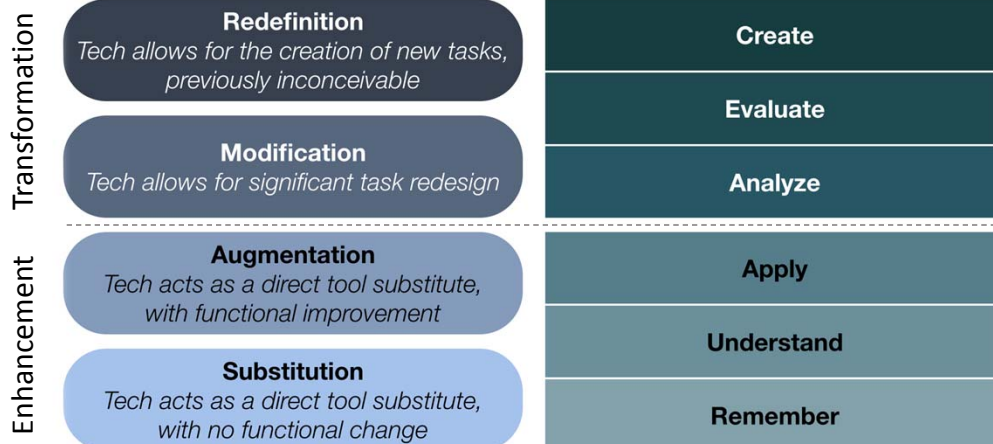 Transformation
Redefinition
Tech allows for the creation of new tasks,
previously inconceivable
Modification
Tech allows for significant task redesign
Create
Evaluate
Analyze
Enhancement
Augmentation
Tech acts as a direct tool substitute,
with functional improvement
Substitution
Tech acts as a direct tool substitute,
with no functional change
Apply
Understand
Remember